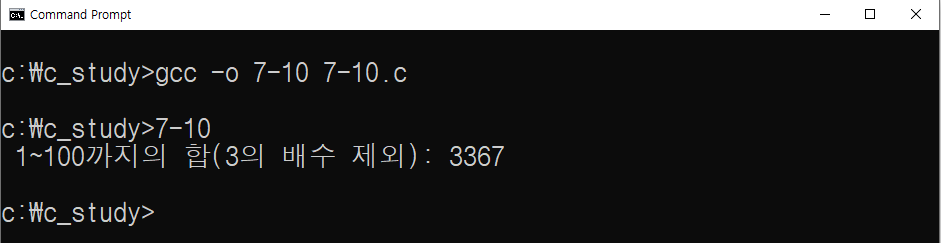 Command Prompt
c:₩c_study>gcc -o 7-10 7-10.c
c:₩c_study>7-10
1~100까지의 합(3의 배수 제외): 3367
c:₩c_study>